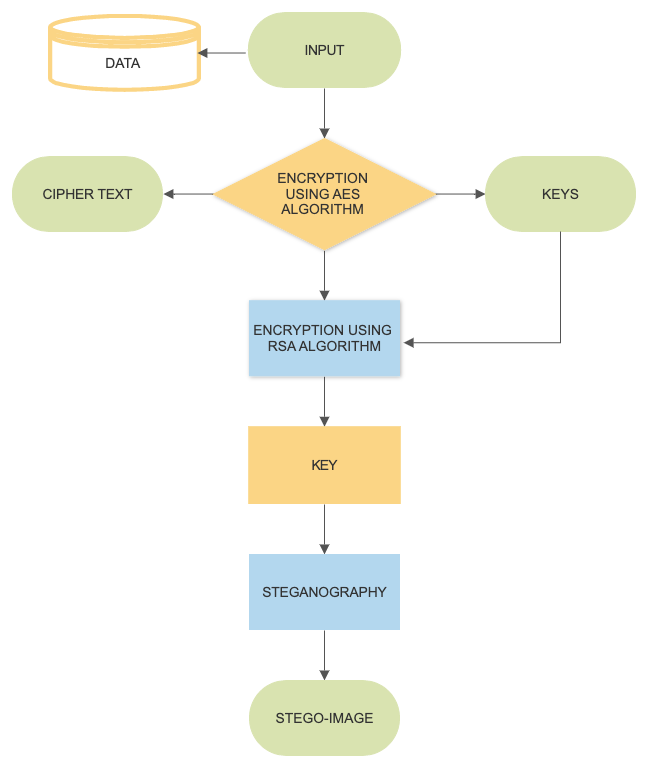 INPUT
DATA
ENCRYPTION
USING AES
ALGORITHM
CIPHER TEXT
KEYS
ENCRYPTION USING
RSA ALGORITHM
KEY
STEGANOGRAPHY
STEGO-IMAGE